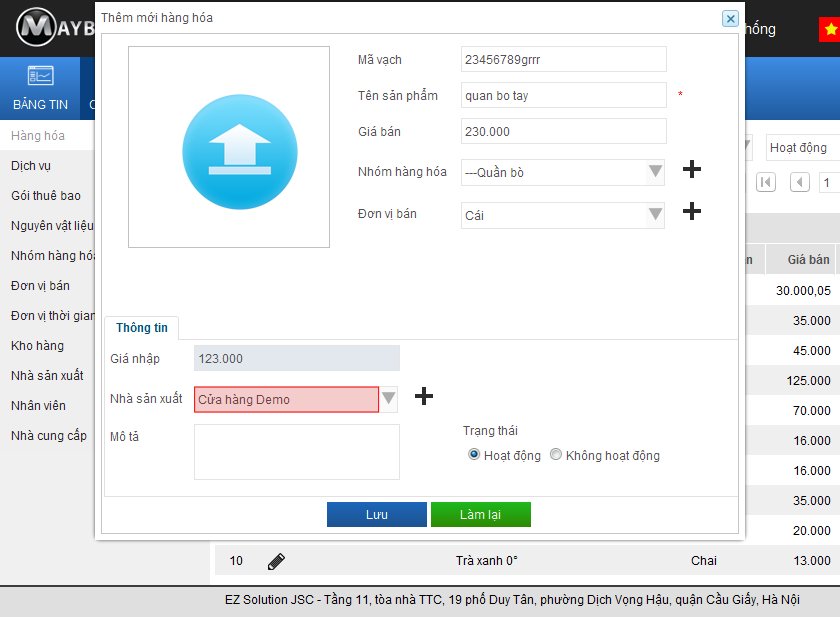 MAYB
Thêm mới hàng hóa
hống
BẢNG TIN
Hàng hóa
Dịch vụ
Gói thuê bao
Nguyên vật liệu
Nhóm hàng hóa
Đơn vị bán
Đơn vị thời gian
Kho hàng
Nhà sản xuất
Nhân viên
Nhà cung cấp
Mã vạch 23456789grrr
Tên sản phẩm quan bo tay *
Giá bán 230.000
Nhóm hàng hóa ---Quần bò
Đơn vị bán Cái
Thông tin
Giá nhập 123.000
Nhà sản xuất Cửa hàng Demo
Mô tả
Trạng thái
Hoạt động Không hoạt động
Lưu Làm lại
Hoạt động
1
n Giá bán
30.000,05
35.000
45.000
125.000
70.000
16.000
16.000
35.000
20.000
10 Trà xanh 0° Chai 13.000
EZ Solution JSC - Tầng 11, tòa nhà TTC, 19 phố Duy Tân, phường Dịch Vọng Hậu, quận Cầu Giấy, Hà Nội